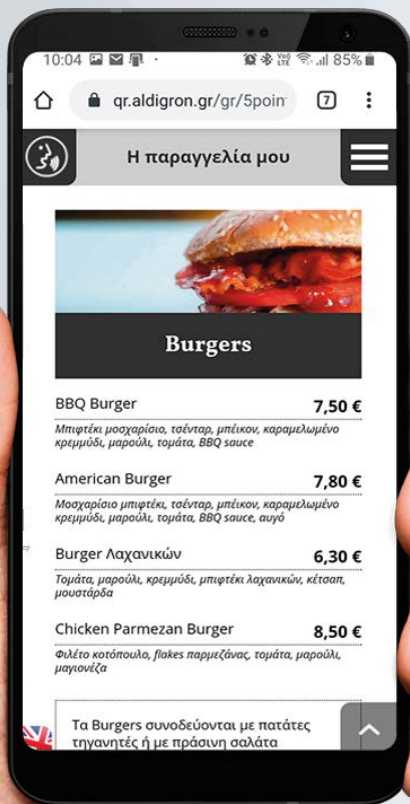 10:04
85%
qr.aldigron.gr/gr/5poin
7
Η παραγγελία μου
Burgers
BBQ Burger 7,50 €
Μπιφτέκι μοσχαρίσιο, τσένταρ, μπέικον, καραμελωμένο
κρεμμύδι, μαρούλι, τομάτα, BBQ sauce
American Burger 7,80 €
Μοσχαρίσιο μπιφτέκι, τσένταρ, μπέικον, καραμελωμένο
κρεμμύδι, μαρούλι, τομάτα, BBQ sauce, αυγό
Burger Λαχανικών 6,30 €
Τομάτα, μαρούλι, κρεμμύδι, μπιφτέκι λαχανικών, κέτσαπ,
μουστάρδα
Chicken Parmezan Burger 8,50 €
Φιλέτο κοτόπουλο, flakes παρμεζάνας, τομάτα, μαρούλι,
μαγιονέζα
Τα Burgers συνοδεύονται με πατάτες
τηγανητές ή με πράσινη σαλάτα